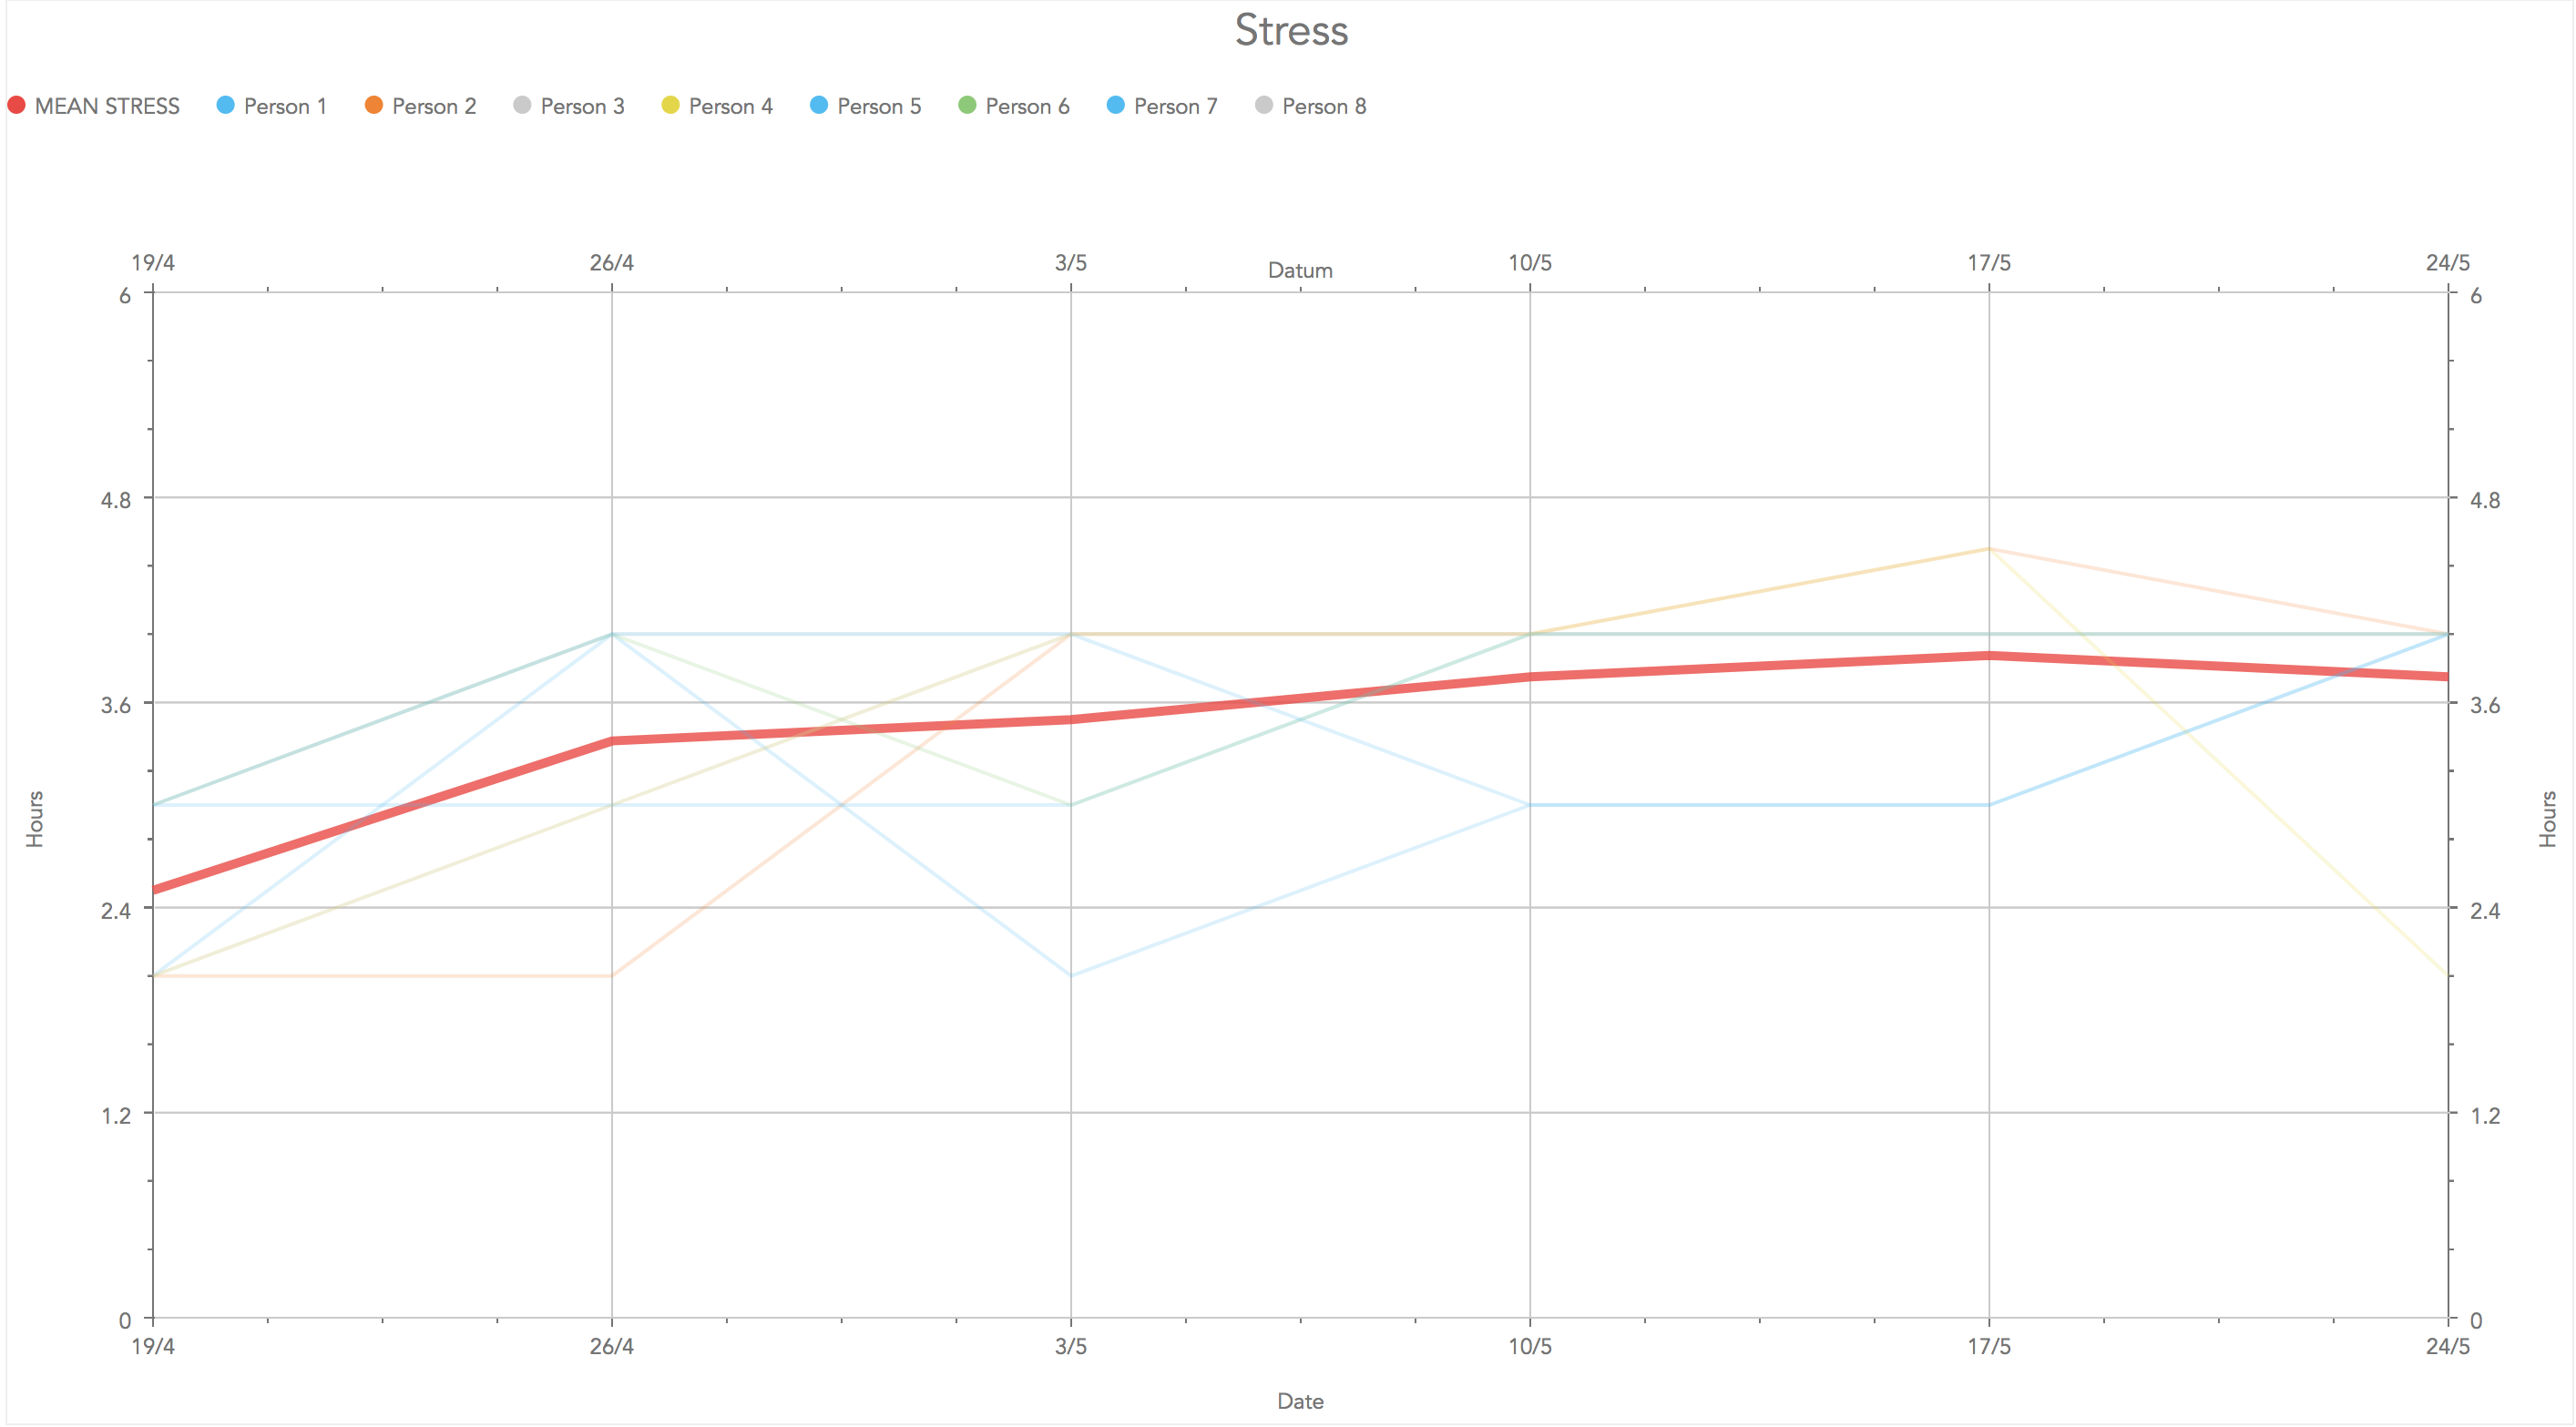 Stress
MEAN STRESS Person 1 Person 2 Person 3 Person 4 Person 5 Person 6 Person 7 Person 8
19/4 26/4 3/5 Datum 10/5 17/5 24/5
6 6
4.8 4.8
3.6 3.6
Hours Hours
2.4 2.4
1.2 1.2
0 0
19/4 26/4 3/5 10/5 17/5 24/5
Date